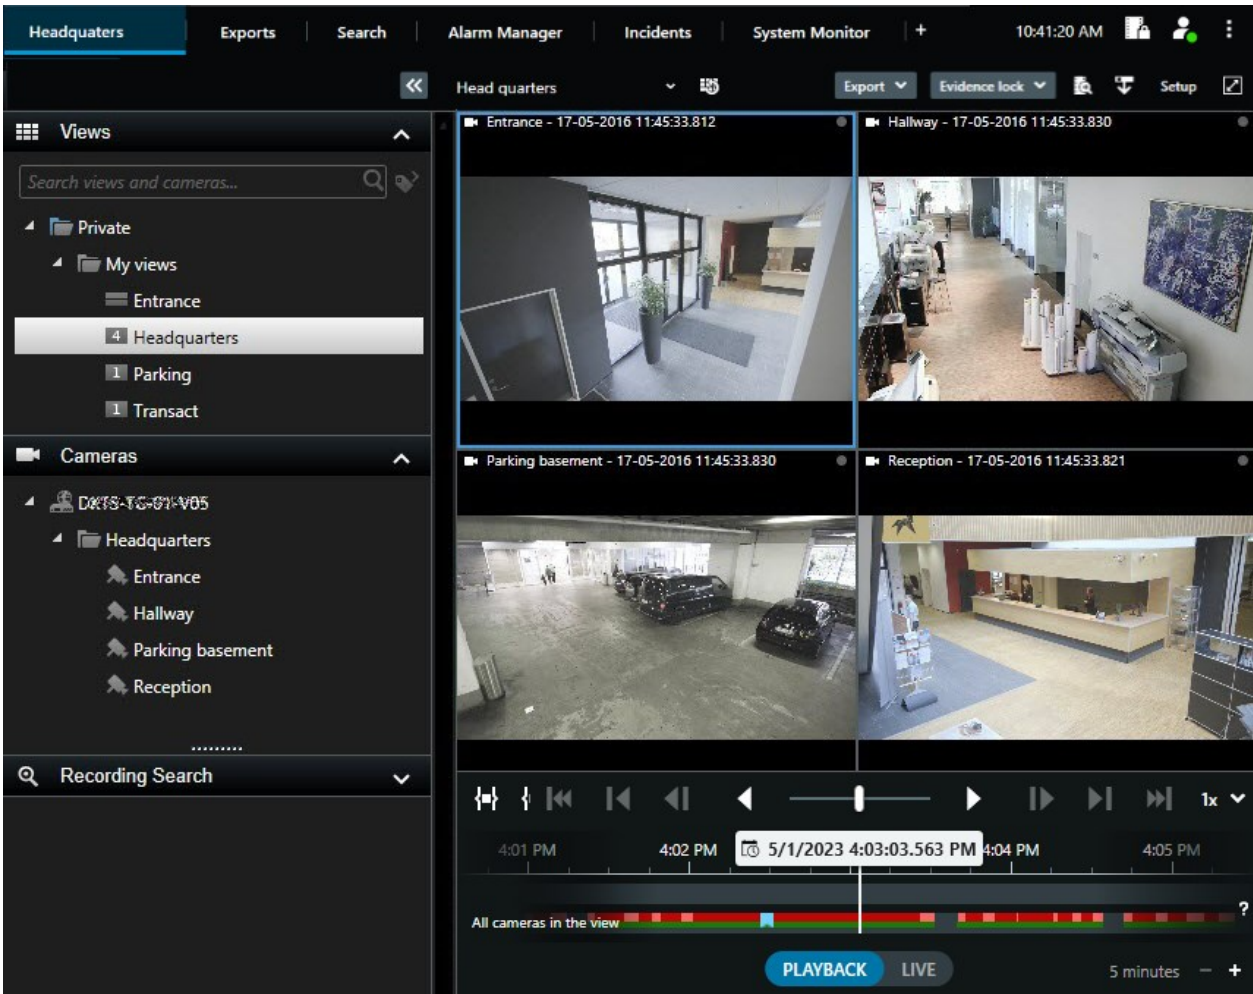 Headquaters Exports Search Alarm Manager Incidents System Monitor + 10:41:20 AM
Head quarters Export Evidence lock Setup
Views
Search views and cameras...
Private
My views
Entrance
4 Headquarters
1 Parking
1 Transact
Cameras
Headquarters
Entrance
Hallway
Parking basement
Reception
Recording Search
Entrance - 17-05-2016 11:45:33.812
Hallway - 17-05-2016 11:45:33.830
Parking basement - 17-05-2016 11:45:33.830
Reception - 17-05-2016 11:45:33.821
1x
4:01 PM 4:02 PM 5/1/2023 4:03:03.563 PM 4:04 PM 4:05 PM
All cameras in the view ?
PLAYBACK LIVE
5 minutes - +